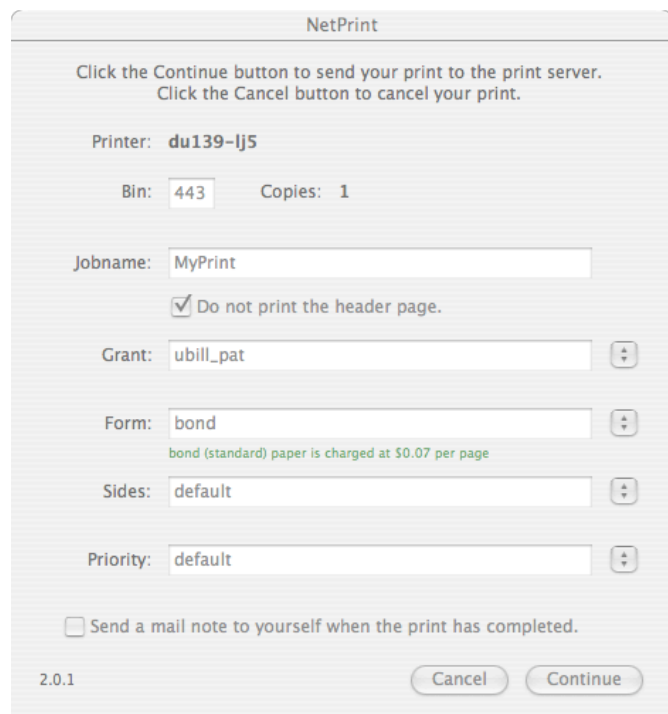 NetPrint
Click the Continue button to send your print to the print server.
Click the Cancel button to cancel your print.
Printer: du139-lj5
Bin: 443 Copies: 1
Jobname: MyPrint
Do not print the header page.
Grant: ubill_pat
Form: bond
bond (standard) paper is charged at $0.07 per page
Sides: default
Priority: default
Send a mail note to yourself when the print has completed.
2.0.1 Cancel Continue